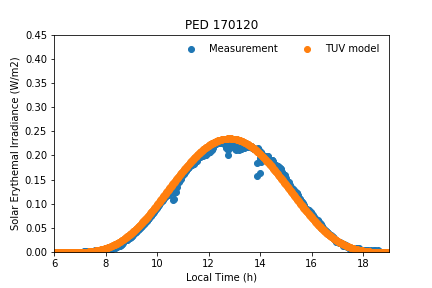 PED 170120
Measurement
TUV model
Solar Erythemal Irradiance (W/m2)
0.45
0.40
0.35
0.30
0.25
0.20
0.15
0.10
0.05
0.00
6 8 10 12 14 16 18
Local Time (h)